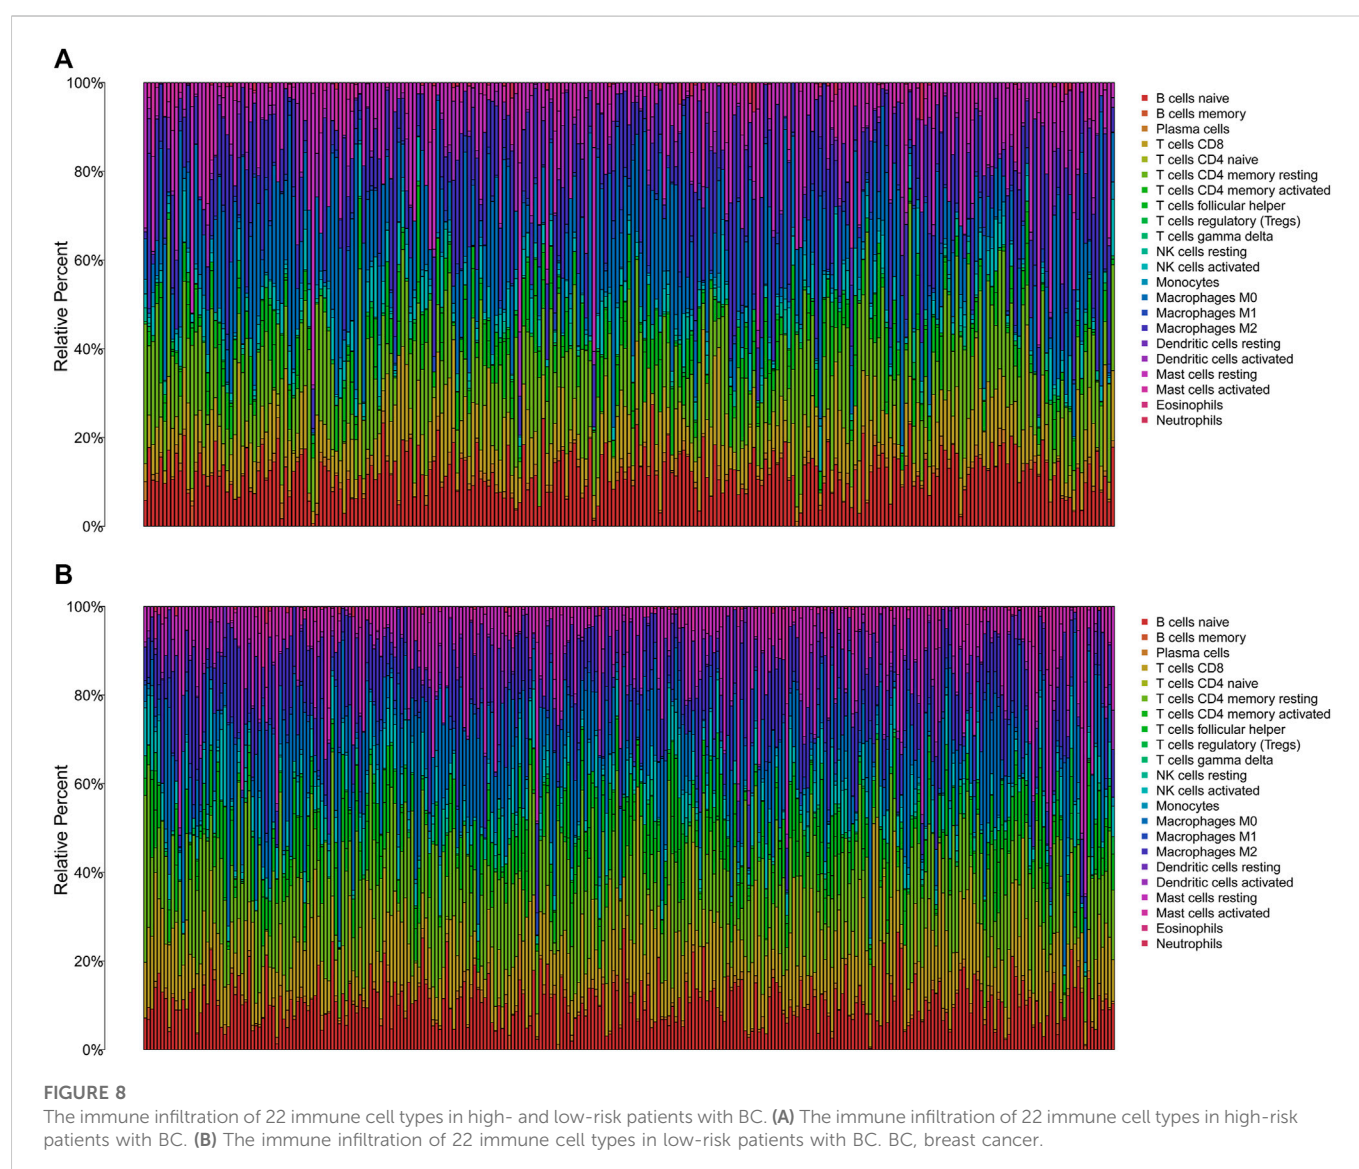 A
100%
80%
60%
40%
20%
0%
Relative Percent
B cells naive
B cells memory
Plasma cells
T cells CD8
T cells CD4 naive
T cells CD4 memory resting
T cells CD4 memory activated
T cells follicular helper
T cells regulatory (Tregs)
T cells gamma delta
NK cells resting
NK cells activated
Monocytes
Macrophages M0
Macrophages M1
Macrophages M2
Dendritic cells resting
Dendritic cells activated
Mast cells resting
Mast cells activated
Eosinophils
Neutrophils
B
100%
80%
60%
40%
20%
0%
Relative Percent
B cells naive
B cells memory
Plasma cells
T cells CD8
T cells CD4 naive
T cells CD4 memory resting
T cells CD4 memory activated
T cells follicular helper
T cells regulatory (Tregs)
T cells gamma delta
NK cells resting
NK cells activated
Monocytes
Macrophages M0
Macrophages M1
Macrophages M2
Dendritic cells resting
Dendritic cells activated
Mast cells resting
Mast cells activated
Eosinophils
Neutrophils
FIGURE 8
The immune infiltration of 22 immune cell types in high- and low-risk patients with BC. (A) The immune infiltration of 22 immune cell types in high-risk
patients with BC. (B) The immune infiltration of 22 immune cell types in low-risk patients with BC. BC, breast cancer.